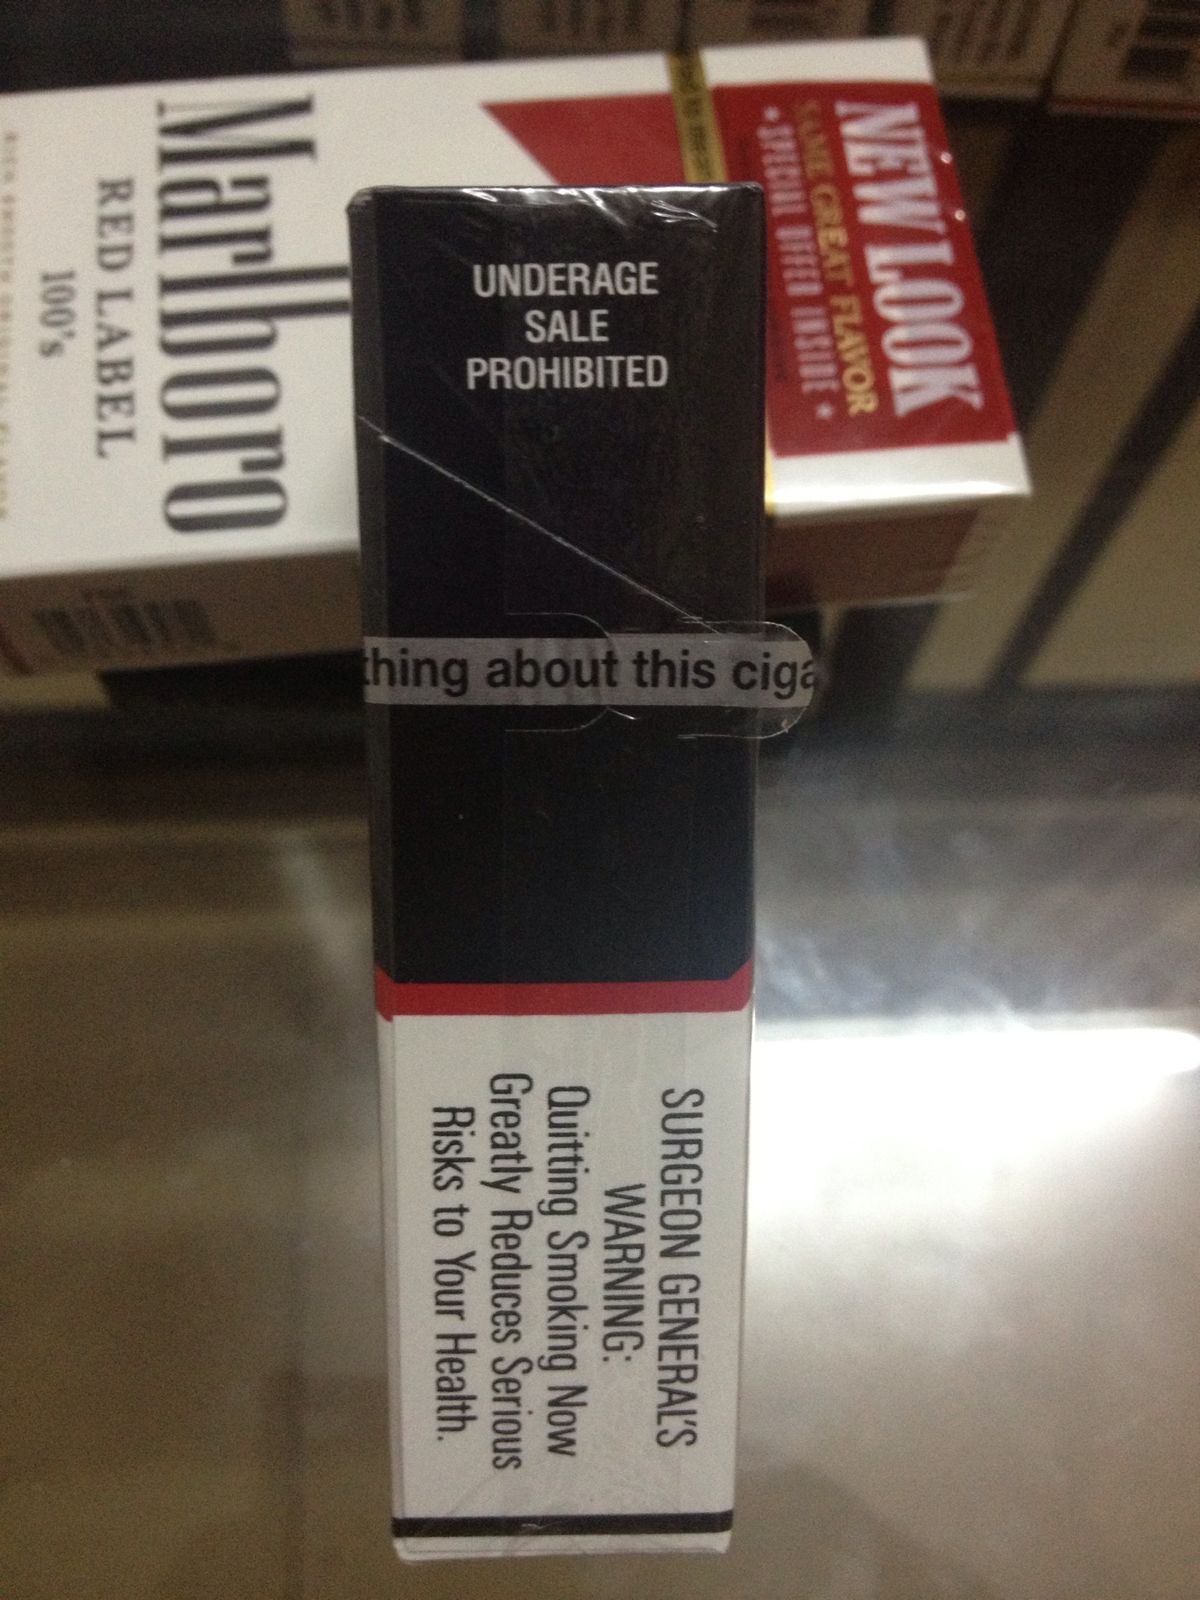 UNDERAGE
SALE
PROHIBITED
thing about this ciga
SURGEON GENERAL'S
WARNING:
Quitting Smoking Now
Greatly Reduces Serious
Risks to Your Health.
Marlboro
RED LABEL
100's
NEW LOOK
SAME GREAT FLAVOR
★ SPECIAL OFFER INSIDE ★